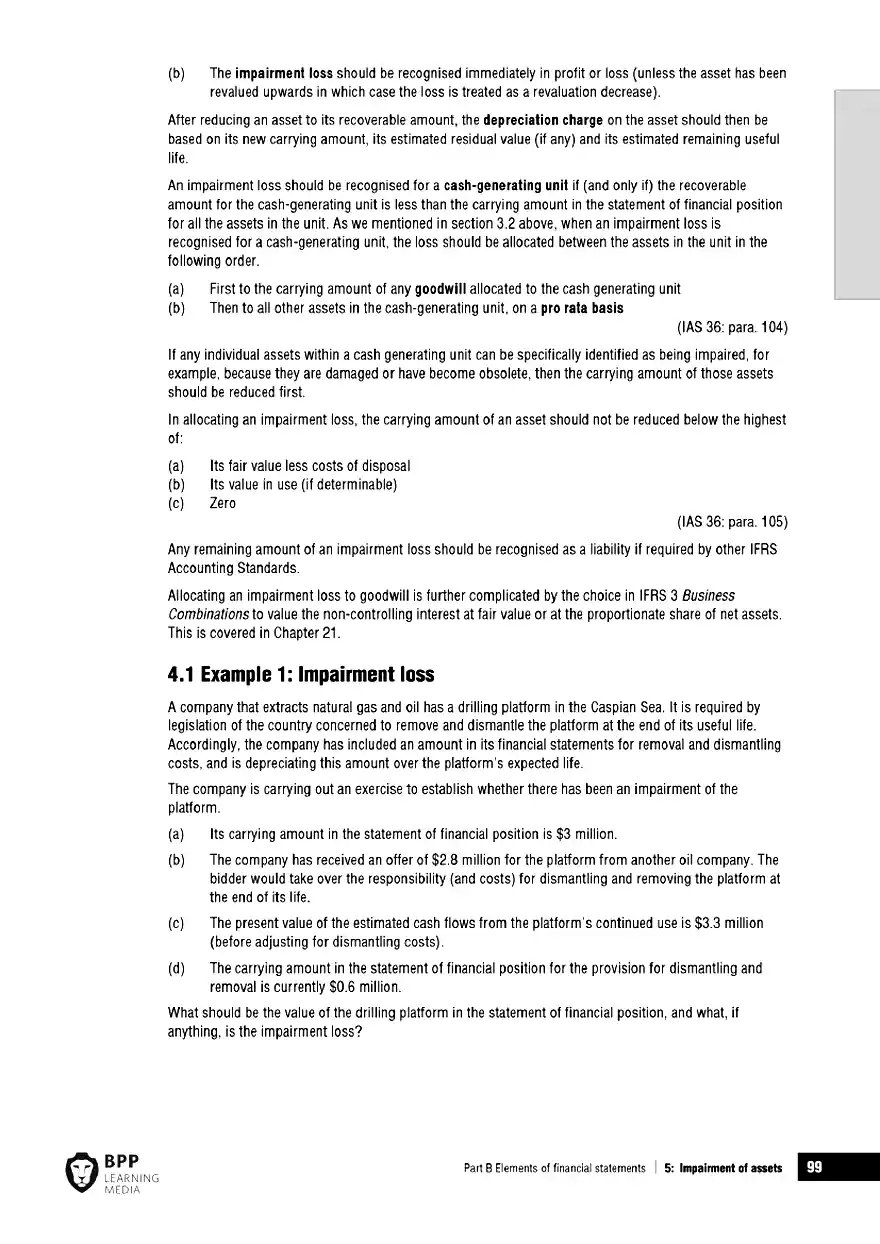 (b) The impairment loss should be recognised immediately in profit or loss (unless the asset has been
revalued upwards in which case the loss is treated as a revaluation decrease).
After reducing an asset to its recoverable amount, the depreciation charge on the asset should then be
based on its new carrying amount, its estimated residual value (if any) and its estimated remaining useful
life.
An impairment loss should be recognised for a cash-generating unit if (and only if) the recoverable
amount for the cash-generating unit is less than the carrying amount in the statement of financial position
for all the assets in the unit. As we mentioned in section 3.2 above, when an impairment loss is
recognised for a cash-generating unit, the loss should be allocated between the assets in the unit in the
following order.
(a) First to the carrying amount of any goodwill allocated to the cash generating unit
(b) Then to all other assets in the cash-generating unit, on a pro rata basis
(IAS 36: para. 104)
If any individual assets within a cash generating unit can be specifically identified as being impaired, for
example, because they are damaged or have become obsolete, then the carrying amount of those assets
should be reduced first.
In allocating an impairment loss, the carrying amount of an asset should not be reduced below the highest
of:
(a) Its fair value less costs of disposal
(b) Its value in use (if determinable)
(c) Zero
(IAS 36: para. 105)
Any remaining amount of an impairment loss should be recognised as a liability if required by other IFRS
Accounting Standards.
Allocating an impairment loss to goodwill is further complicated by the choice in IFRS 3 Business
Combinations to value the non-controlling interest at fair value or at the proportionate share of net assets.
This is covered in Chapter 21.
4.1 Example 1: Impairment loss
A company that extracts natural gas and oil has a drilling platform in the Caspian Sea. It is required by
legislation of the country concerned to remove and dismantle the platform at the end of its useful life.
Accordingly, the company has included an amount in its financial statements for removal and dismantling
costs, and is depreciating this amount over the platform's expected life.
The company is carrying out an exercise to establish whether there has been an impairment of the
platform.
(a) Its carrying amount in the statement of financial position is $3 million.
(b) The company has received an offer of $2.8 million for the platform from another oil company. The
bidder would take over the responsibility (and costs) for dismantling and removing the platform at
the end of its life.
(c) The present value of the estimated cash flows from the platform's continued use is $3.3 million
(before adjusting for dismantling costs).
(d) The carrying amount in the statement of financial position for the provision for dismantling and
removal is currently $0.6 million.
What should be the value of the drilling platform in the statement of financial position, and what, if
anything, is the impairment loss?
BPP
LEARNING
MEDIA
Part B Elements of financial statements | 5: Impairment of assets 99